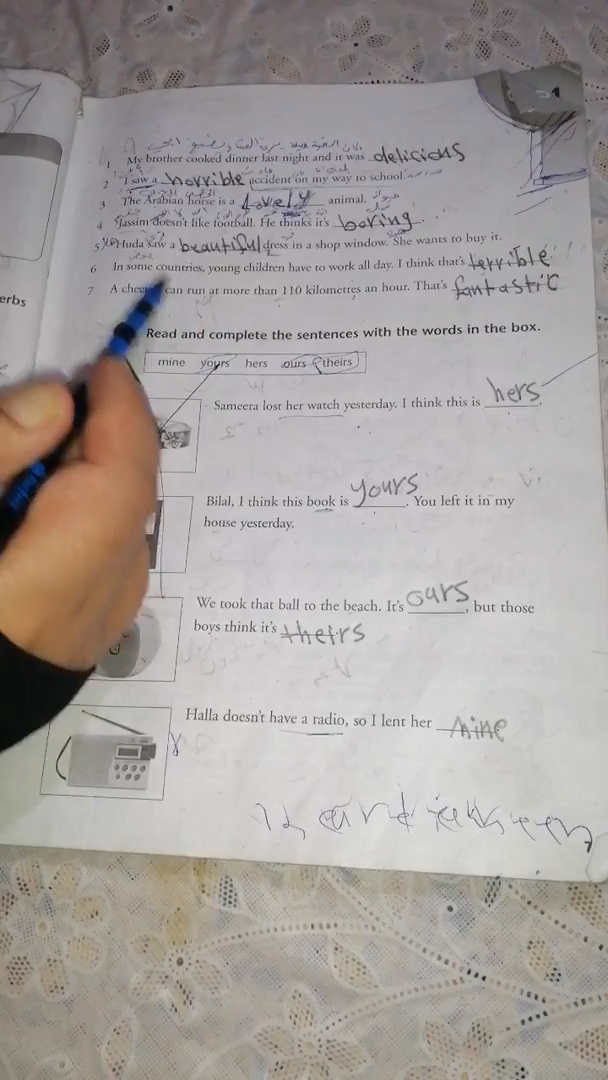 1 My brother cooked dinner last night and it was delicious
2 I saw a horrible accident on my way to school.
3 The Arabian horse is a lovely animal.
4 Jassim doesn't like football. He thinks it's boring
5 Huda saw a beautiful dress in a shop window. She wants to buy it.
6 In some countries, young children have to work all day. I think that's terrible
7 A can run at more than 110 kilometres an hour. That's fantastic
erbs
Read and complete the sentences with the words in the box.
mine yours hers ours theirs
Sameera lost her watch yesterday. I think this is hers.
Bilal, I think this book is yours. You left it in my
house yesterday.
We took that ball to the beach. It's ours, but those
boys think it's theirs
Halla doesn't have a radio, so I lent her mine